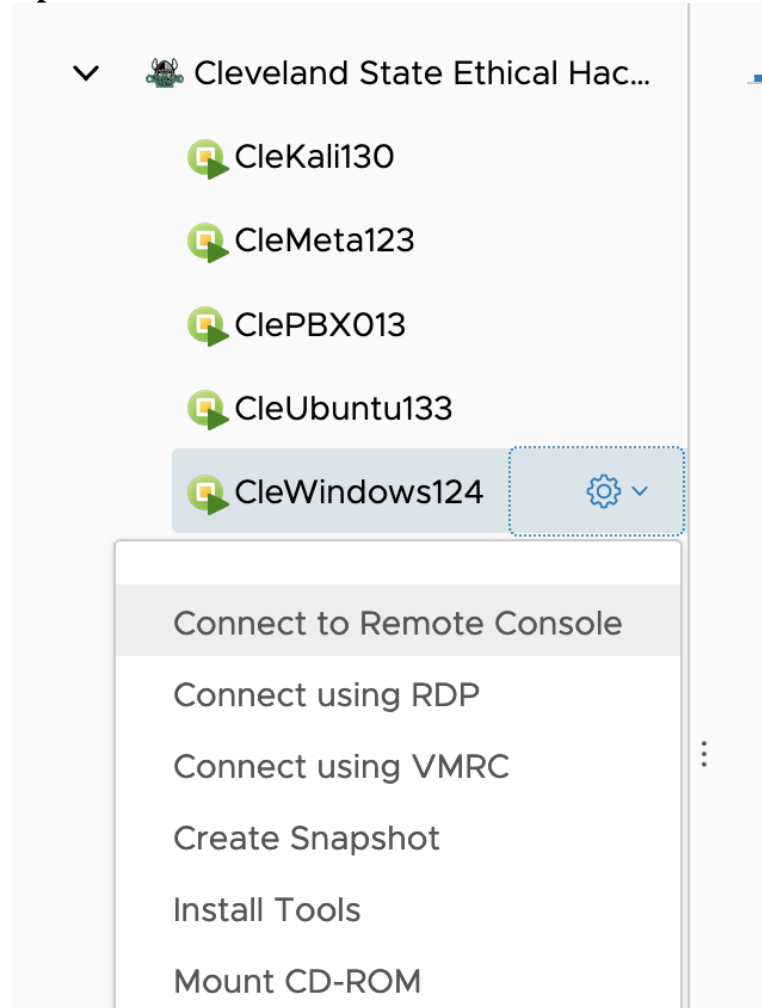 Cleveland State Ethical Hac...
CleKali130
CleMeta123
ClePBX013
CleUbuntu133
CleWindows124
Connect to Remote Console
Connect using RDP
Connect using VMRC
Create Snapshot
Install Tools
Mount CD-ROM